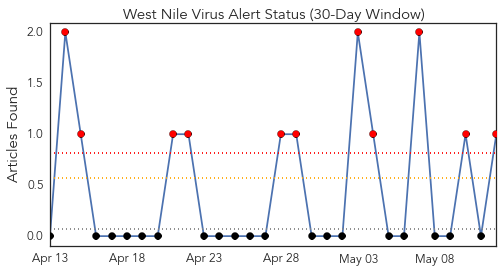 West Nile Virus Alert Status (30-Day Window)
Articles Found
2.0
1.5
1.0
0.5
0.0
Apr 13
Apr 18
Apr 23
Apr 28
May 03
May 08